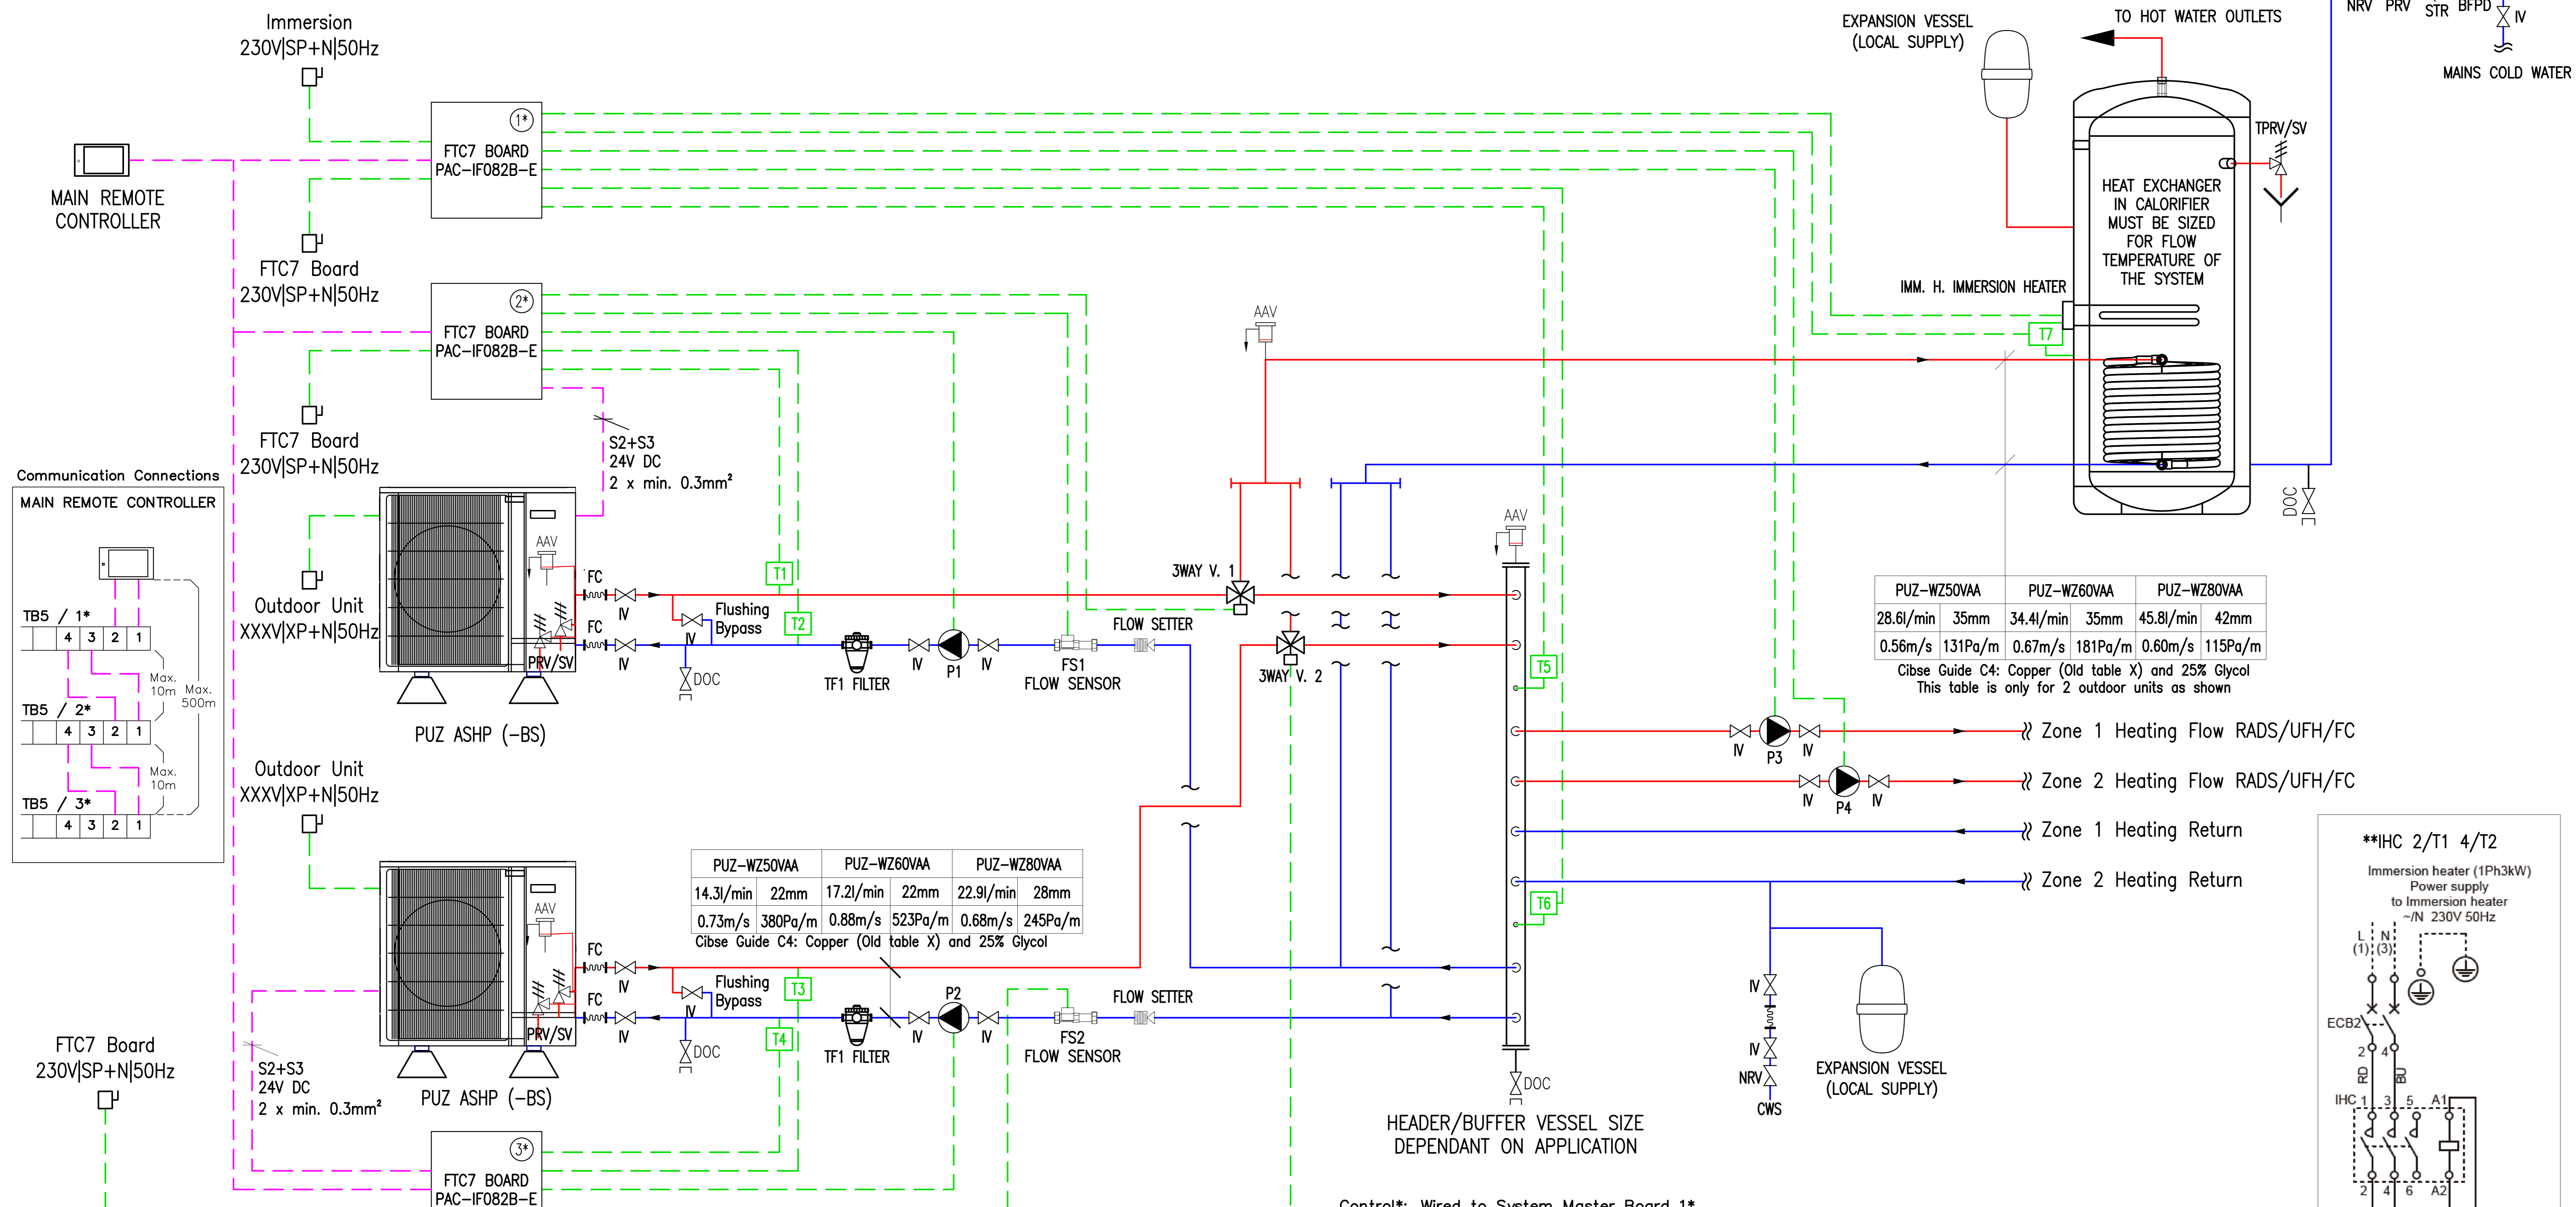 Immersion
230V|SP+N|50Hz
EXPANSION VESSEL
(LOCAL SUPPLY)
TO HOT WATER OUTLETS
NRV PRV STR BFPD
IV
MAINS COLD WATER
1*
FTC7 BOARD
PAC-IF082B-E
MAIN REMOTE
CONTROLLER
FTC7 Board
230V|SP+N|50Hz
TPRV/SV
HEAT EXCHANGER
IN CALORIFIER
MUST BE SIZED
FOR FLOW
TEMPERATURE OF
THE SYSTEM
IMM. H. IMMERSION HEATER
T7
2*
FTC7 BOARD
PAC-IF082B-E
FTC7 Board
230V|SP+N|50Hz
S2+S3
24V DC
2 x min. 0.3mm²
AAV
DOC
Communication Connections
MAIN REMOTE CONTROLLER
TB5 / 1*
4 3 2 1
Max.
10m
Max.
500m
TB5 / 2*
4 3 2 1
Max.
10m
TB5 / 3*
4 3 2 1
Outdoor Unit
XXXV|XP+N|50Hz
AAV
PRV/SV
FC
IV
FC
IV
PUZ ASHP (-BS)
T1
T2
Flushing
Bypass
IV
DOC
TF1 FILTER
IV
P1
IV
FS1
FLOW SENSOR
FLOW SETTER
3WAY V. 1
3WAY V. 2
AAV
T5
PUZ-WZ50VAA PUZ-WZ60VAA PUZ-WZ80VAA
28.6l/min 35mm 34.4l/min 35mm 45.8l/min 42mm
0.56m/s 131Pa/m 0.67m/s 181Pa/m 0.60m/s 115Pa/m
Cibse Guide C4: Copper (Old table X) and 25% Glycol
This table is only for 2 outdoor units as shown
IV
P3
IV
Zone 1 Heating Flow RADS/UFH/FC
IV
P4
IV
Zone 2 Heating Flow RADS/UFH/FC
Zone 1 Heating Return
Zone 2 Heating Return
T6
Outdoor Unit
XXXV|XP+N|50Hz
PUZ-WZ50VAA PUZ-WZ60VAA PUZ-WZ80VAA
14.3l/min 22mm 17.2l/min 22mm 22.9l/min 28mm
0.73m/s 380Pa/m 0.88m/s 523Pa/m 0.68m/s 245Pa/m
Cibse Guide C4: Copper (Old table X) and 25% Glycol
AAV
PRV/SV
FC
IV
FC
IV
PUZ ASHP (-BS)
Flushing
Bypass
IV
DOC
T3
T4
TF1 FILTER
IV
P2
IV
FS2
FLOW SENSOR
FLOW SETTER
DOC
HEADER/BUFFER VESSEL SIZE
DEPENDANT ON APPLICATION
IV
IV
NRV
CWS
EXPANSION VESSEL
(LOCAL SUPPLY)
FTC7 Board
230V|SP+N|50Hz
S2+S3
24V DC
2 x min. 0.3mm²
3*
FTC7 BOARD
PAC-IF082B-E
Control*: Wired to System Master Board 1*
**IHC 2/T1 4/T2
Immersion heater (1Ph3kW)
Power supply
to Immersion heater
~/N 230V 50Hz
L N
(1) (3)
ECB2
2 4
RD BU
IHC 1 3 5 A1
2 4 6 A2